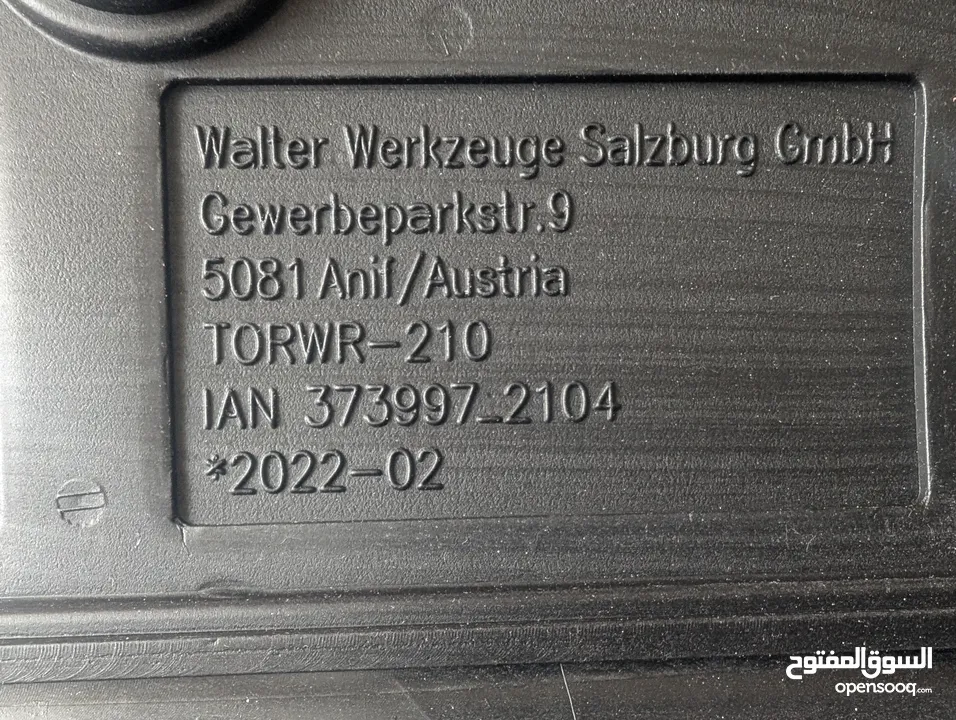 Walter Werkzeuge Salzburg GmbH
Gewerbeparkstr.9
5081 Anif/Austria
TORWR-210
IAN 373997_2104
*2022-02
السوق المفتوح
opensooq.com